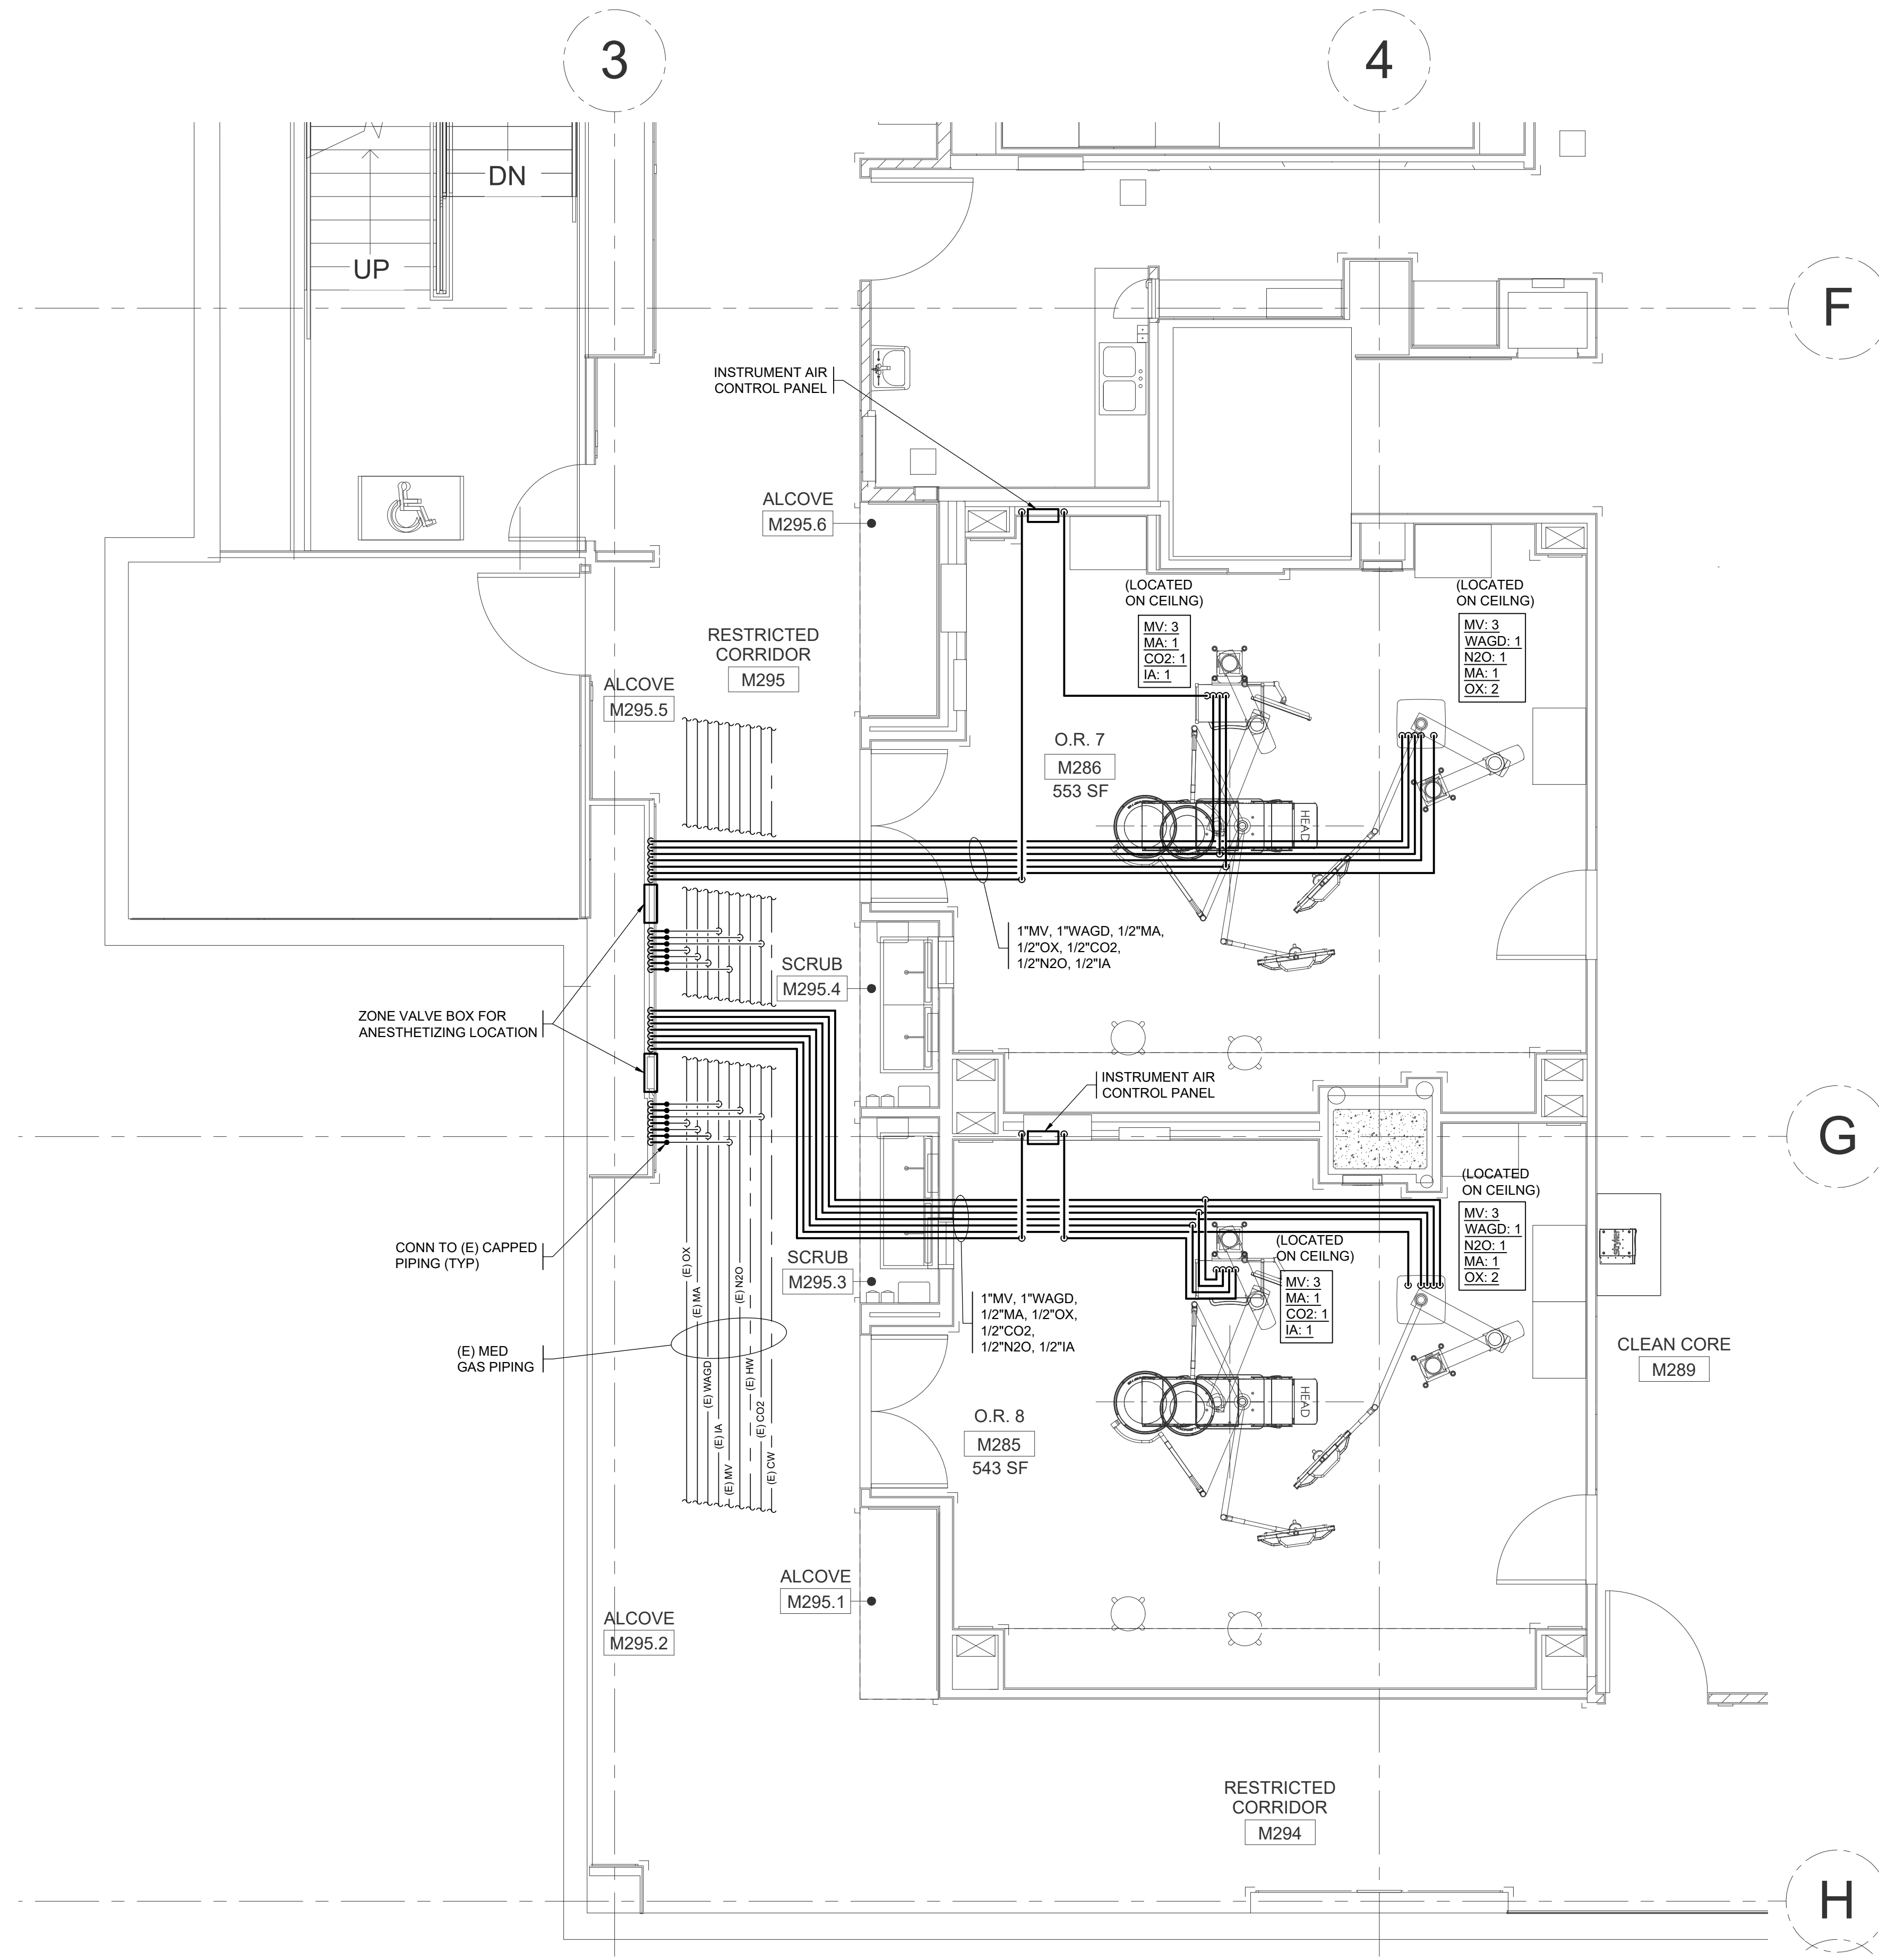 3
4
DN
UP
F
INSTRUMENT AIR
CONTROL PANEL
ALCOVE
M295.6
(LOCATED
ON CEILNG)
MV: 3
MA: 1
CO2: 1
IA: 1
(LOCATED
ON CEILNG)
MV: 3
WAGD: 1
N2O: 1
MA: 1
OX: 2
RESTRICTED
CORRIDOR
M295
ALCOVE
M295.5
O.R. 7
M286
553 SF
HEAD
1"MV, 1"WAGD, 1/2"MA,
1/2"OX, 1/2"CO2,
1/2"N2O, 1/2"IA
SCRUB
M295.4
ZONE VALVE BOX FOR
ANESTHETIZING LOCATION
INSTRUMENT AIR
CONTROL PANEL
G
(LOCATED
ON CEILNG)
MV: 3
WAGD: 1
N2O: 1
MA: 1
OX: 2
stryker
CONN TO (E) CAPPED
PIPING (TYP)
SCRUB
M295.3
(LOCATED
ON CEILNG)
MV: 3
MA: 1
CO2: 1
IA: 1
(E) OX
(E) MA
(E) WAGD
(E) IA
(E) MV
(E) N2O
(E) HW
(E) CO2
(E) CW
1"MV, 1"WAGD,
1/2"MA, 1/2"OX,
1/2"CO2,
1/2"N2O, 1/2"IA
(E) MED
GAS PIPING
CLEAN CORE
M289
HEAD
O.R. 8
M285
543 SF
ALCOVE
M295.1
ALCOVE
M295.2
RESTRICTED
CORRIDOR
M294
H